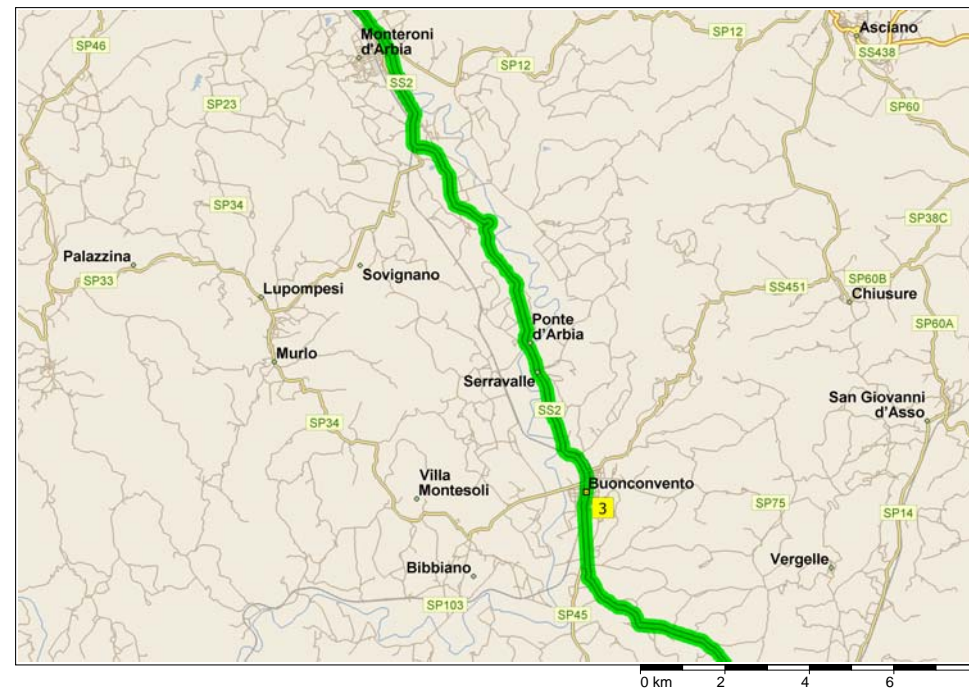 SP46
Monteroni
d'Arbia
SP12
Asciano
SS438
SP12
SS2
SP23
SP60
SP34
SP38C
Palazzina
SP33
Sovignano
Lupompesi
SP60B
SS451
Chiusure
Ponte
d'Arbia
SP60A
Murlo
Serravalle
SS2
San Giovanni
d'Asso
SP34
Villa
Montesoli
Buonconvento
3
SP75
SP14
Vergelle
Bibbiano
SP103
SP45
0 km 2 4 6